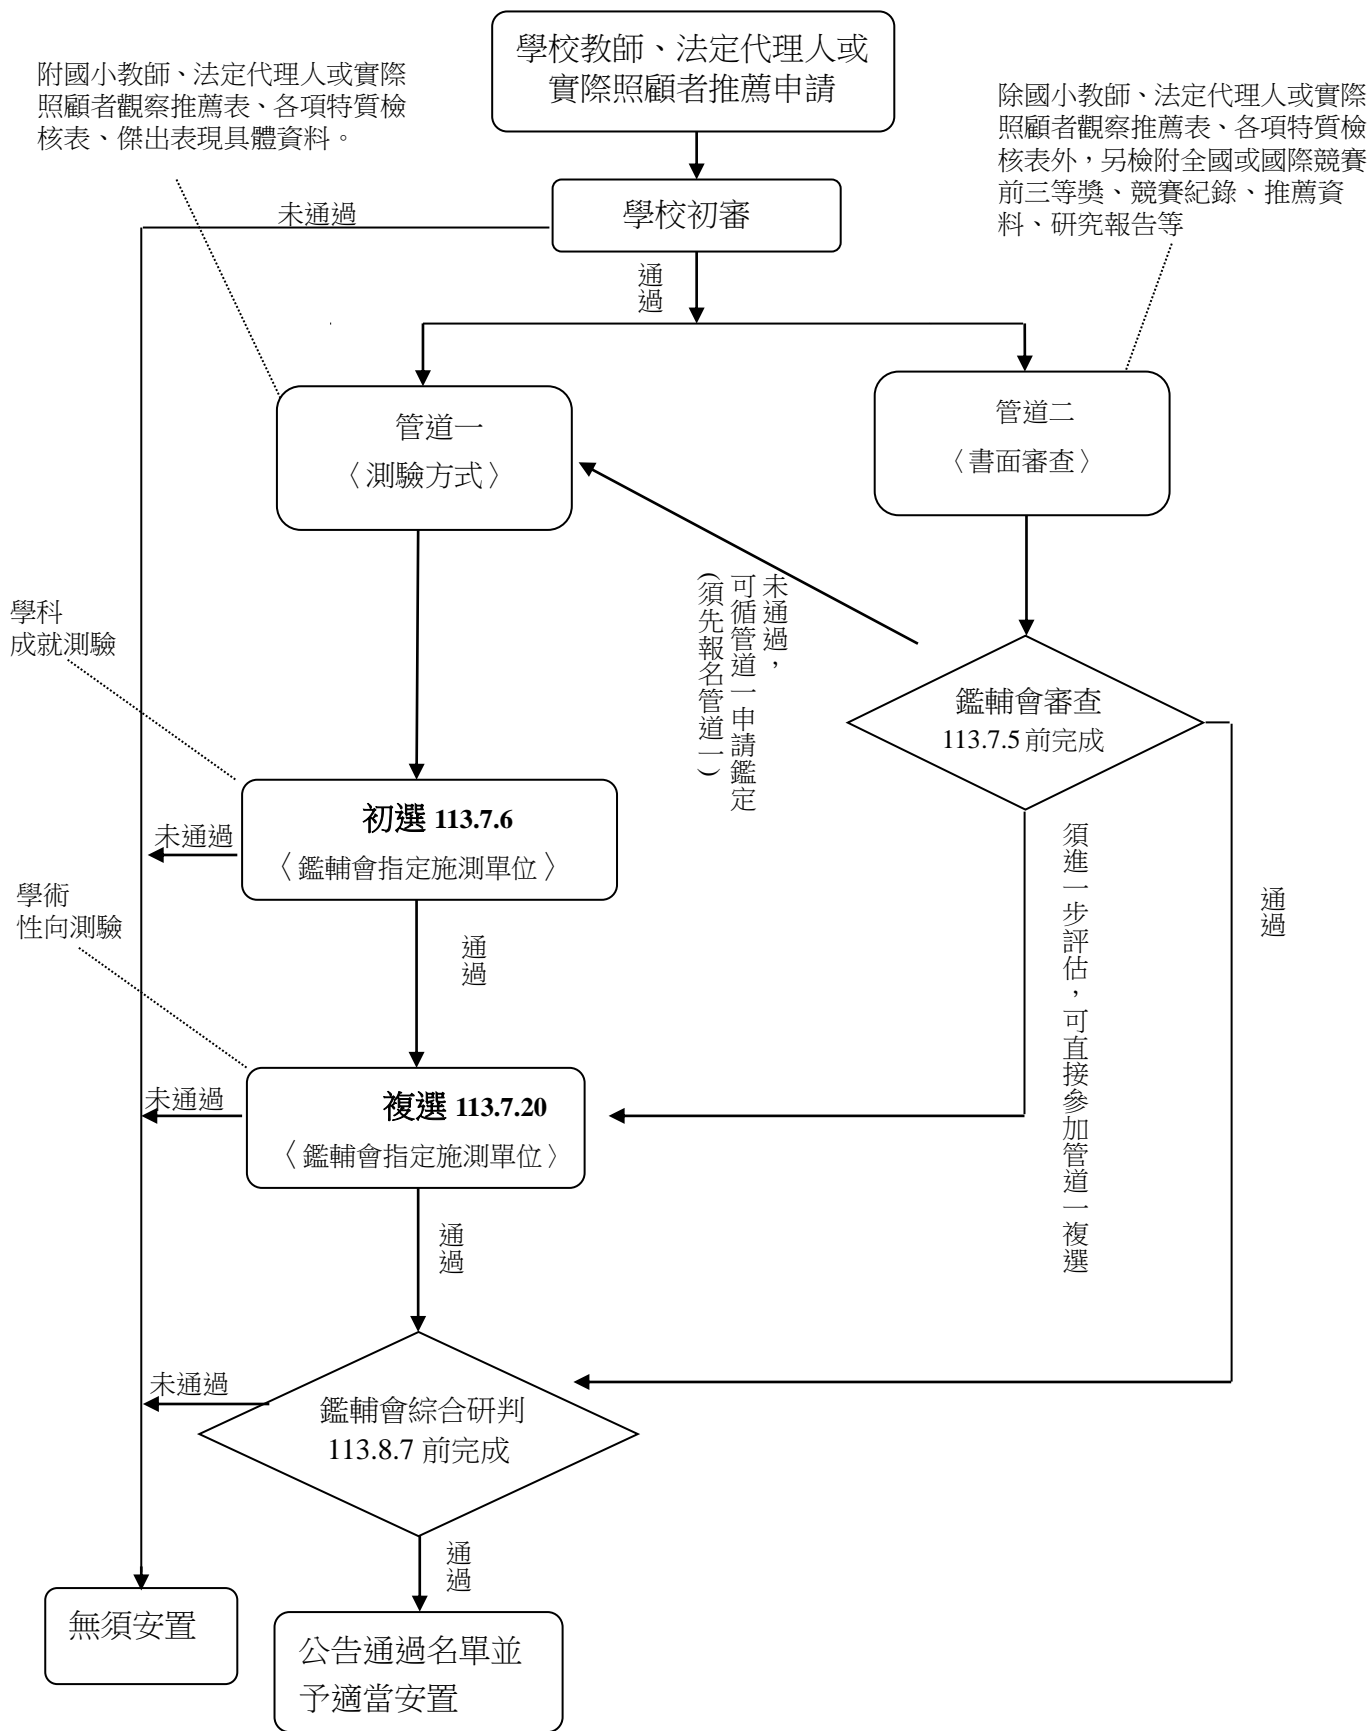 學校教師、法定代理人或
實際照顧者推薦申請
附國小教師、法定代理人或實際
照顧者觀察推薦表、各項特質檢
核表、傑出表現具體資料。
除國小教師、法定代理人或實際
照顧者觀察推薦表、各項特質檢
核表外，另檢附全國或國際競賽
前三等獎、競賽紀錄、推薦資
料、研究報告等
學校初審
未通過
通過
管道一
〈測驗方式〉
管道二
〈書面審查〉
未通過，
可循管道一申請鑑定
(須先報名管道一)
學科
成就測驗
鑑輔會審查
113.7.5 前完成
初選 113.7.6
〈鑑輔會指定施測單位〉
未通過
須進一步評估，可直接參加管道一複選
通過
學術
性向測驗
通過
複選 113.7.20
〈鑑輔會指定施測單位〉
未通過
通過
未通過
鑑輔會綜合研判
113.8.7 前完成
通過
無須安置
公告通過名單並
予適當安置